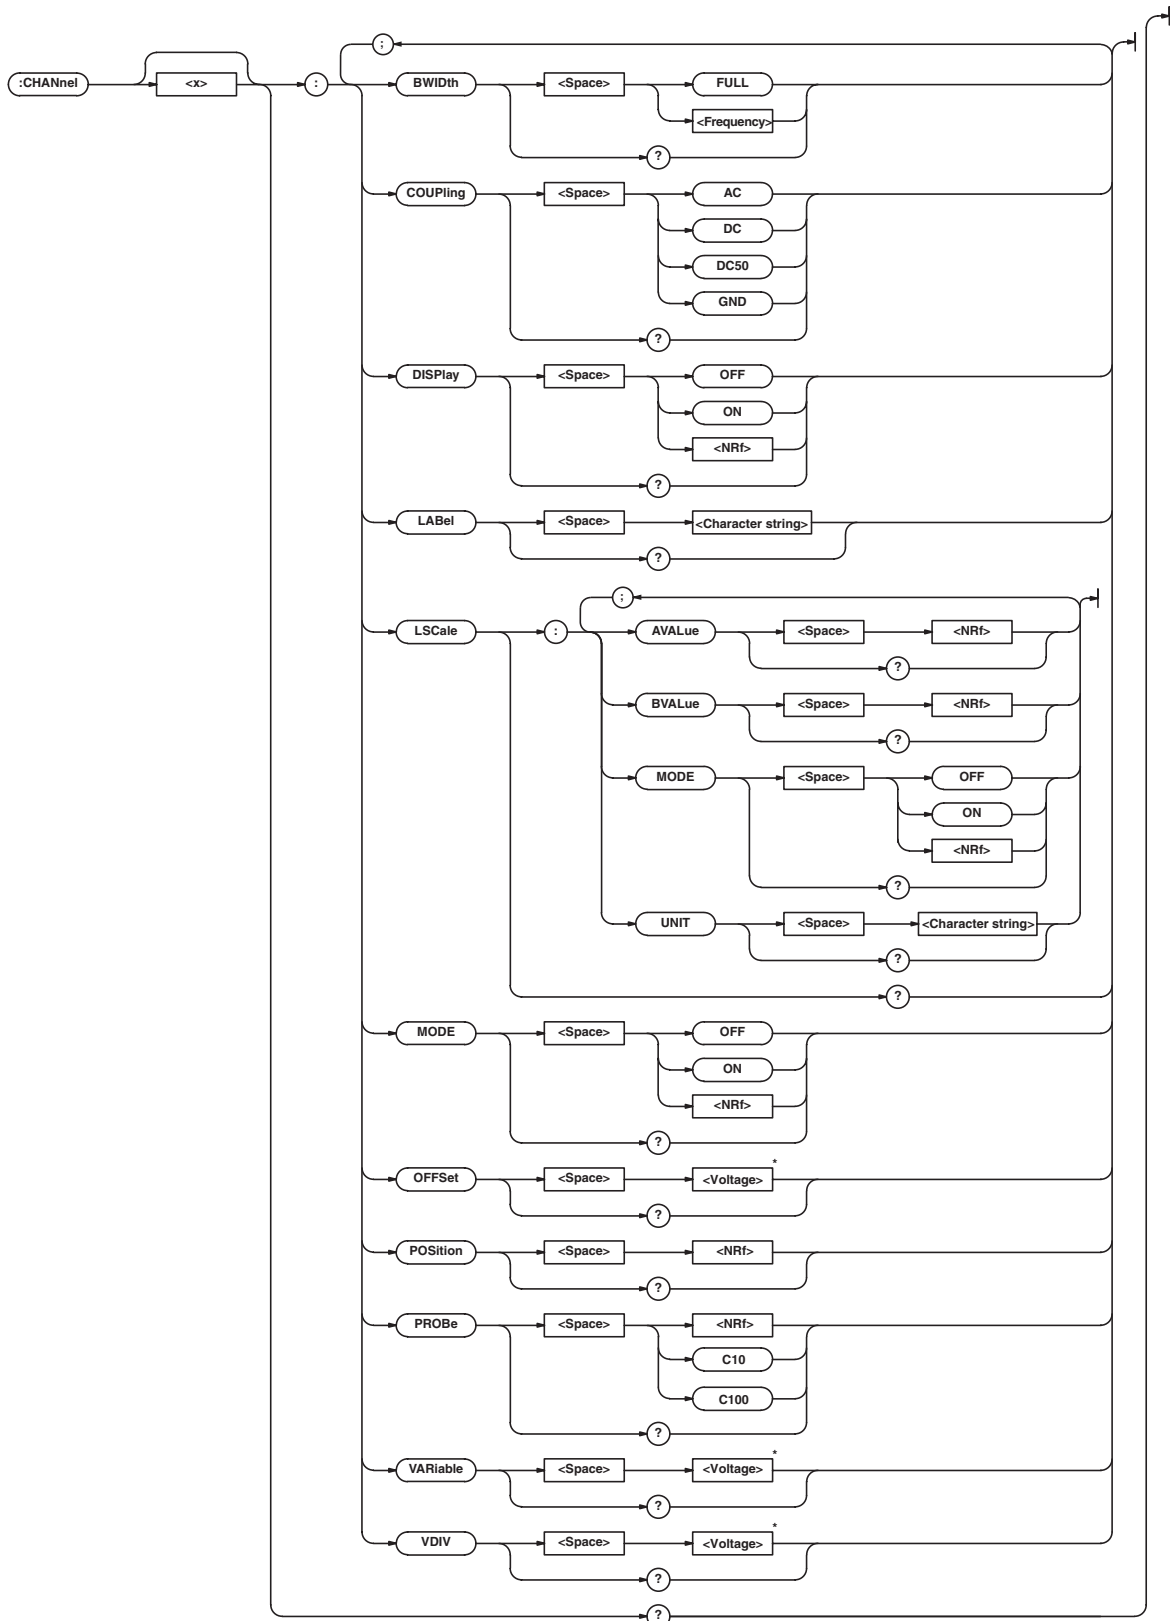 ;
:CHANnel <x> : BWIDth <Space> FULL
<Frequency>
?
COUPling <Space> AC
DC
DC50
GND
?
DISPlay <Space> OFF
ON
<NRf>
?
LABel <Space> <Character string>
?
;
LSCale : AVALue <Space> <NRf>
?
BVALue <Space> <NRf>
?
MODE <Space> OFF
ON
<NRf>
?
UNIT <Space> <Character string>
?
?
MODE <Space> OFF
ON
<NRf>
?
OFFSet <Space> <Voltage>*
?
POSition <Space> <NRf>
?
PROBe <Space> <NRf>
C10
C100
?
VARiable <Space> <Voltage>*
?
VDIV <Space> <Voltage>*
?
?